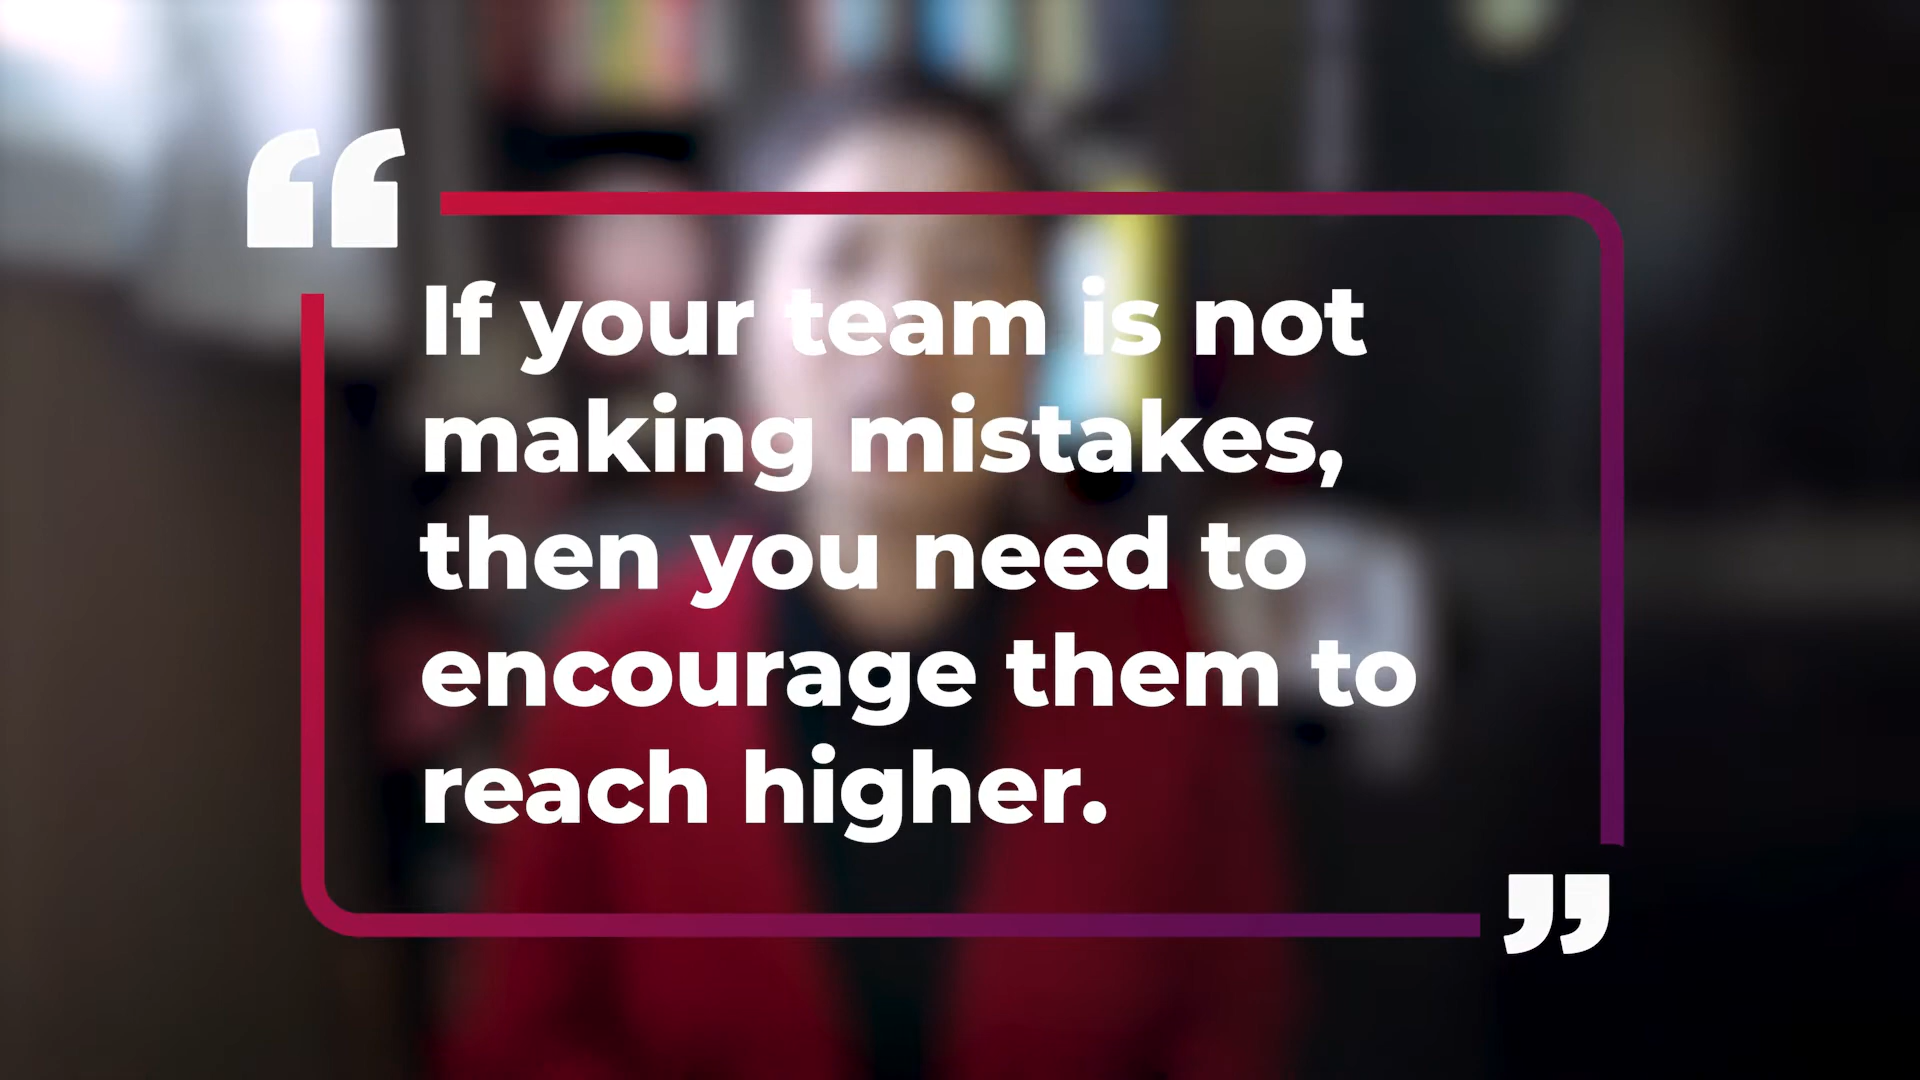 “
If your team is not
making mistakes,
then you need to
encourage them to
reach higher.
”